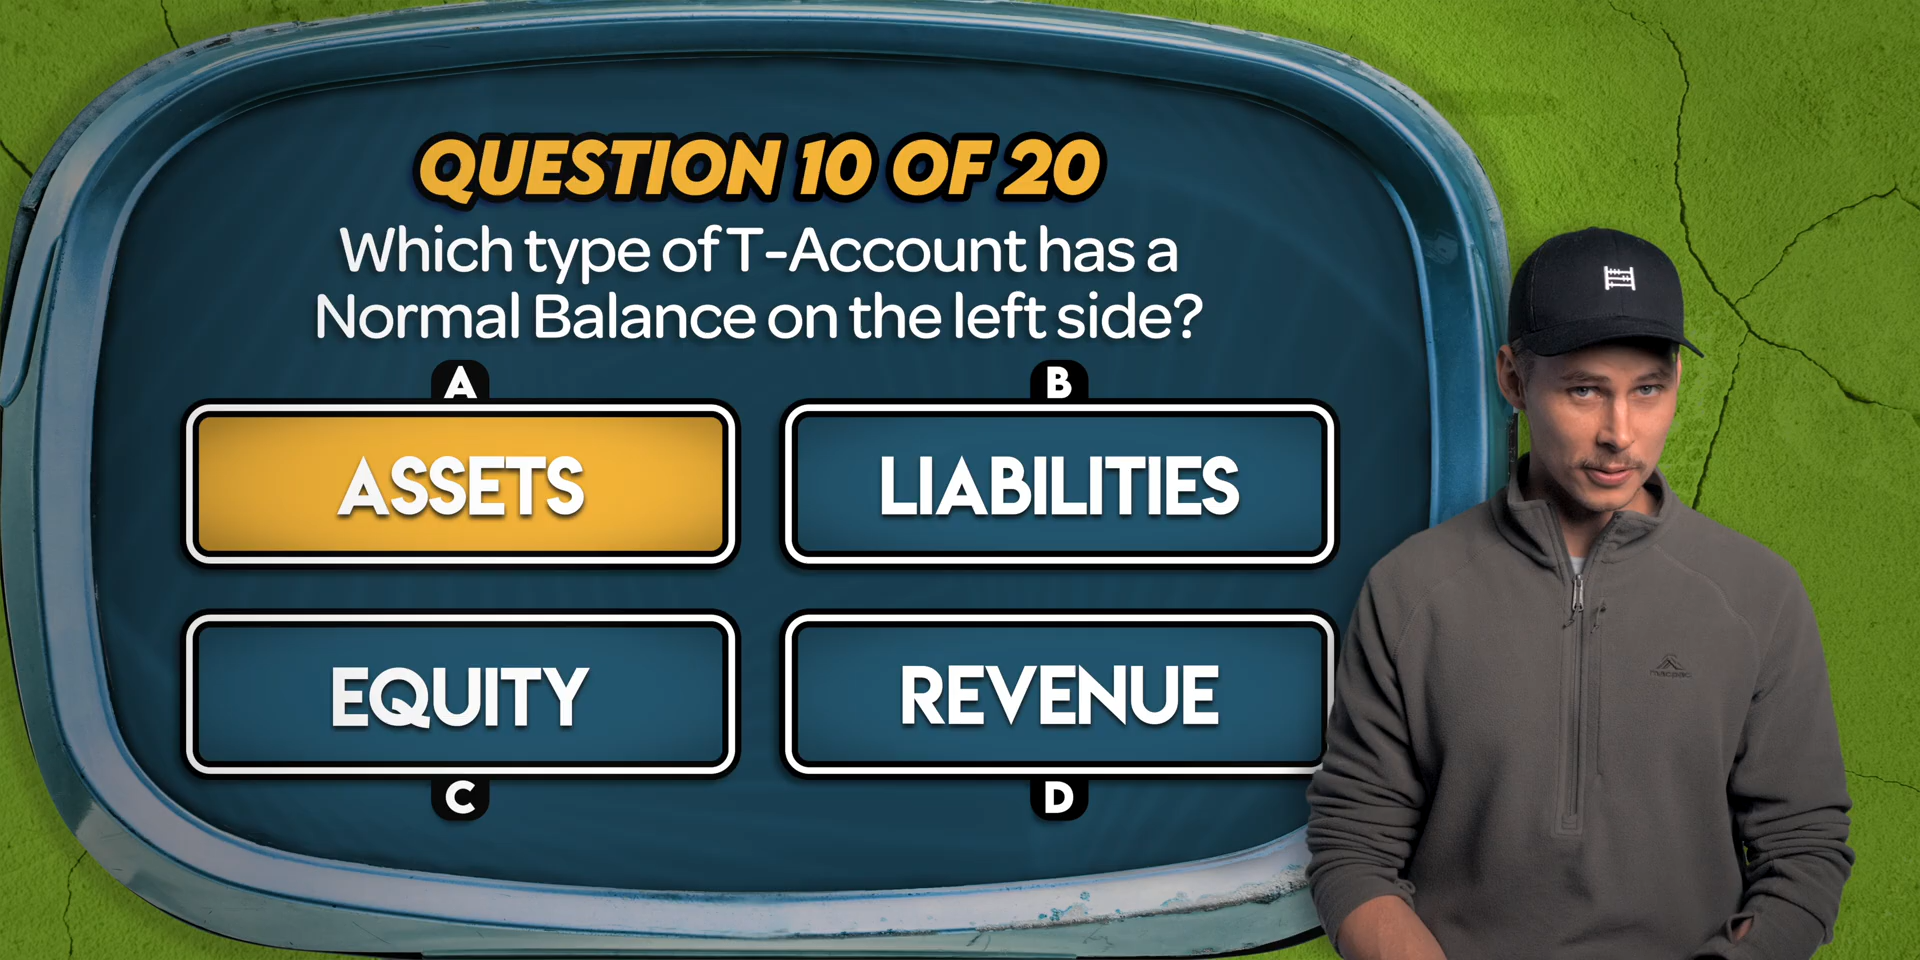 QUESTION 10 OF 20
Which type of T-Account has a
Normal Balance on the left side?
A
B
ASSETS
LIABILITIES
EQUITY
REVENUE
C
D
macpac